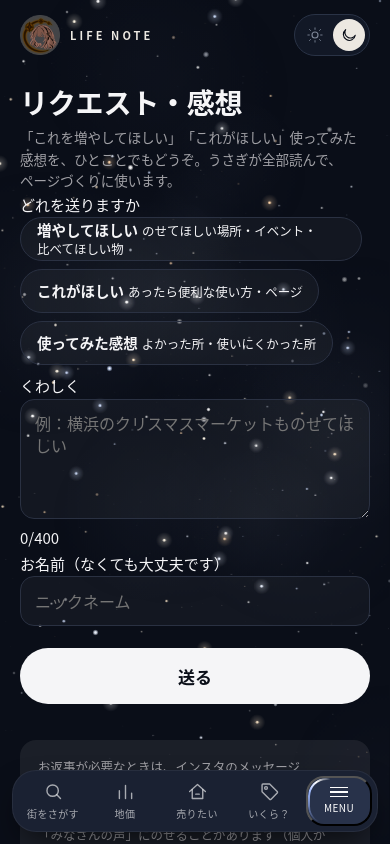 LIFE NOTE
リクエスト・感想
「これを増やしてほしい」「これがほしい」使ってみた
感想を、ひとことでもどうぞ。うさぎが全部読んで、
ページづくりに使います。
どれを送りますか
増やしてほしい のせてほしい場所・イベント・
比べてほしい物
これがほしい あったら便利な使い方・ページ
使ってみた感想 よかった所・使いにくかった所
くわしく
例：横浜のクリスマスマーケットものせてほ
しい
0/400
お名前（なくても大丈夫です）
ニックネーム
送る
お返事が必要なときは、インスタのメッセージ
街をさがす
地価
売りたい
いくら？
MENU
「みなさんの声」にのせることがあります（個人が